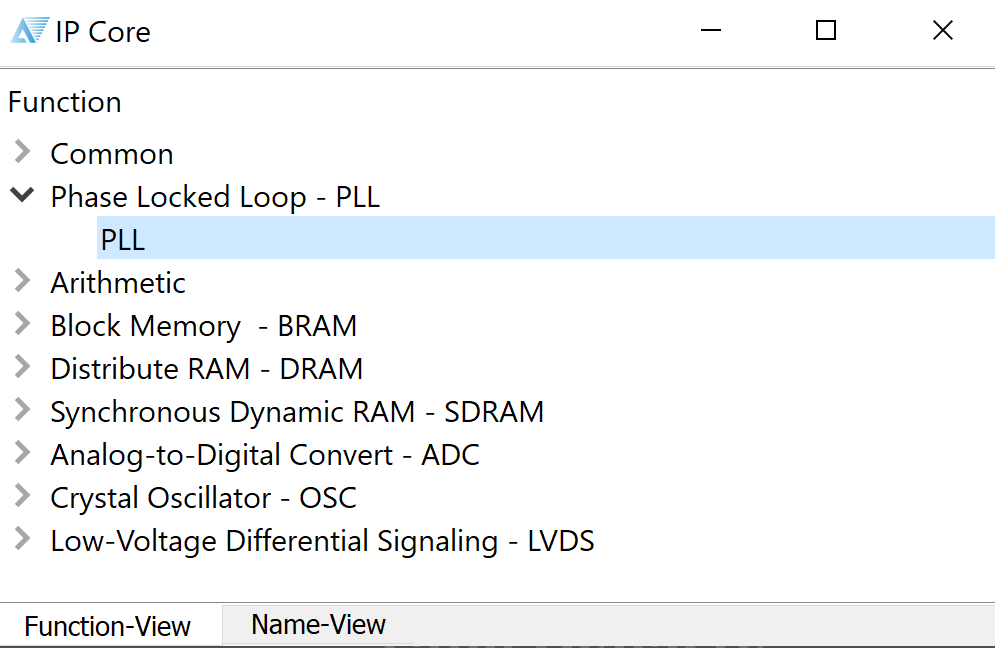 IP Core
Function
Common
Phase Locked Loop - PLL
PLL
Arithmetic
Block Memory  - BRAM
Distribute RAM - DRAM
Synchronous Dynamic RAM - SDRAM
Analog-to-Digital Convert - ADC
Crystal Oscillator - OSC
Low-Voltage Differential Signaling - LVDS
Function-View Name-View